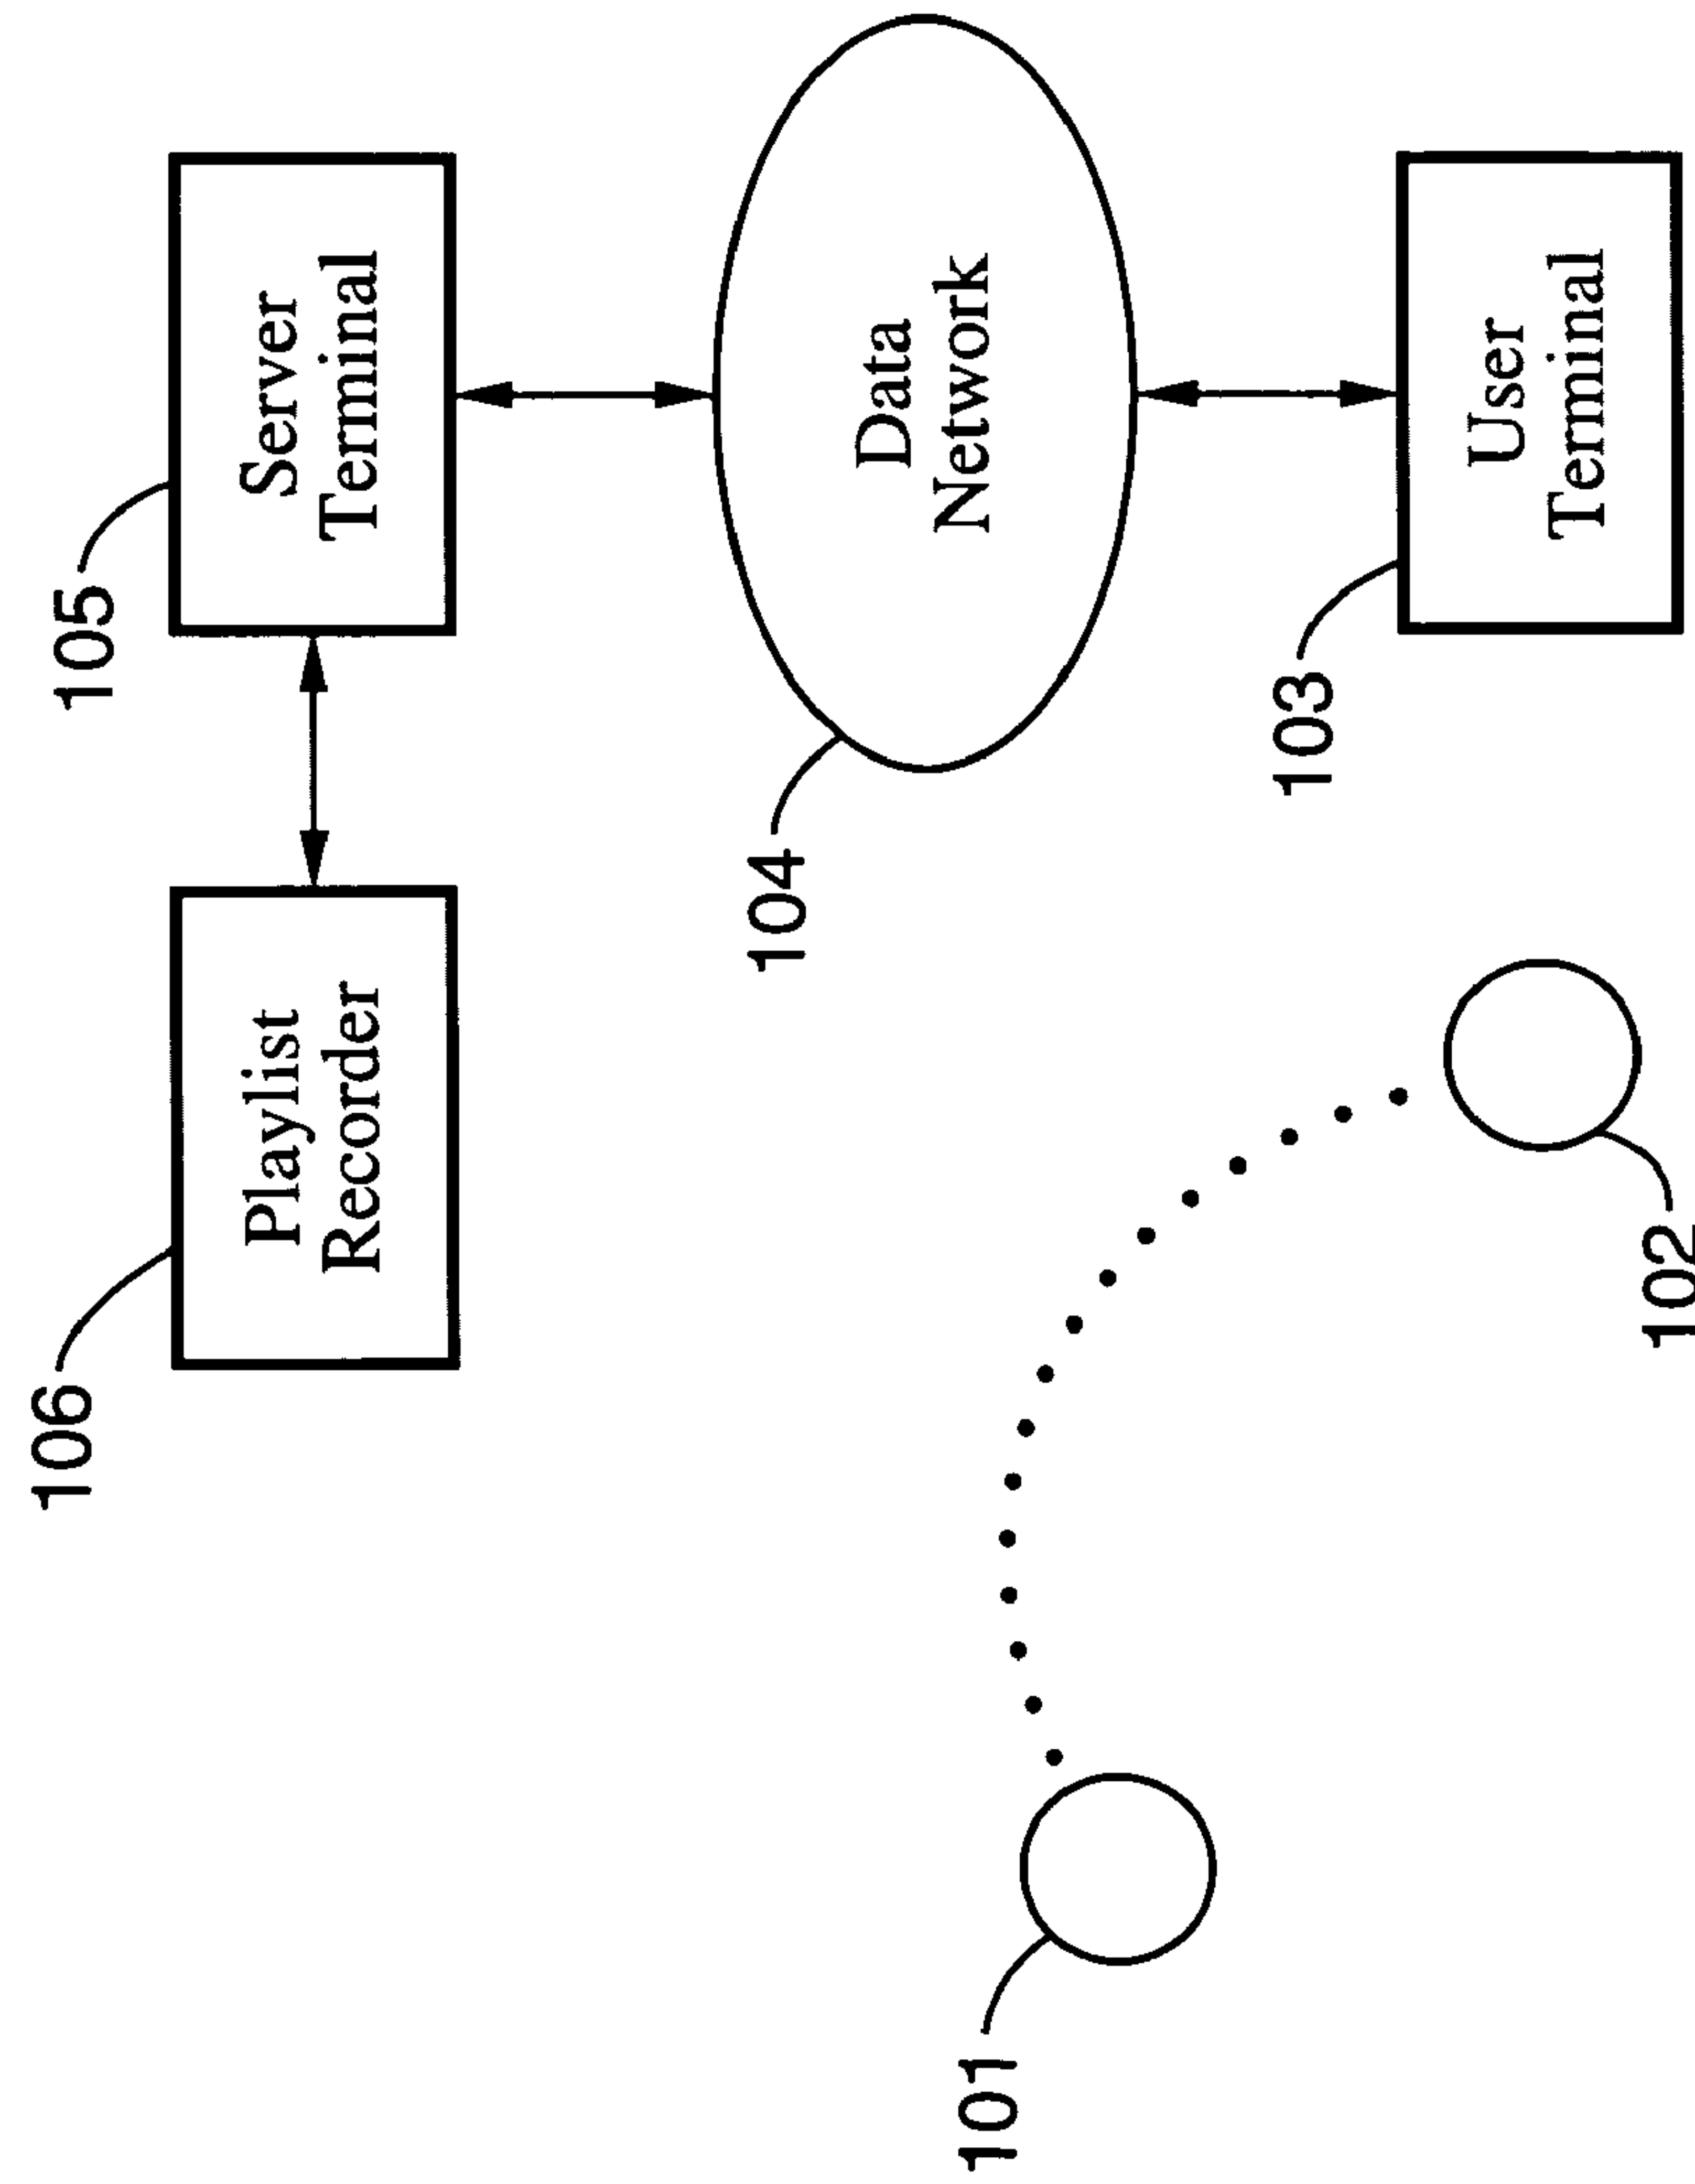 106
Playlist
Recorder
105
Server
Terminal
104
Data
Network
101
102
103
User
Terminal